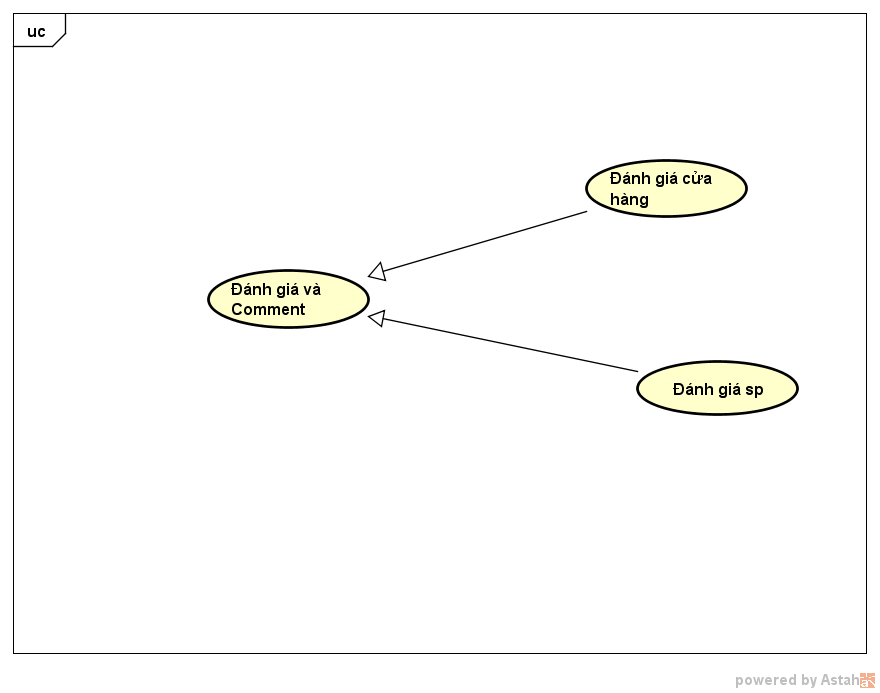 uc
Đánh giá cửa
hàng
Đánh giá và
Comment
Đánh giá sp
powered by Astah